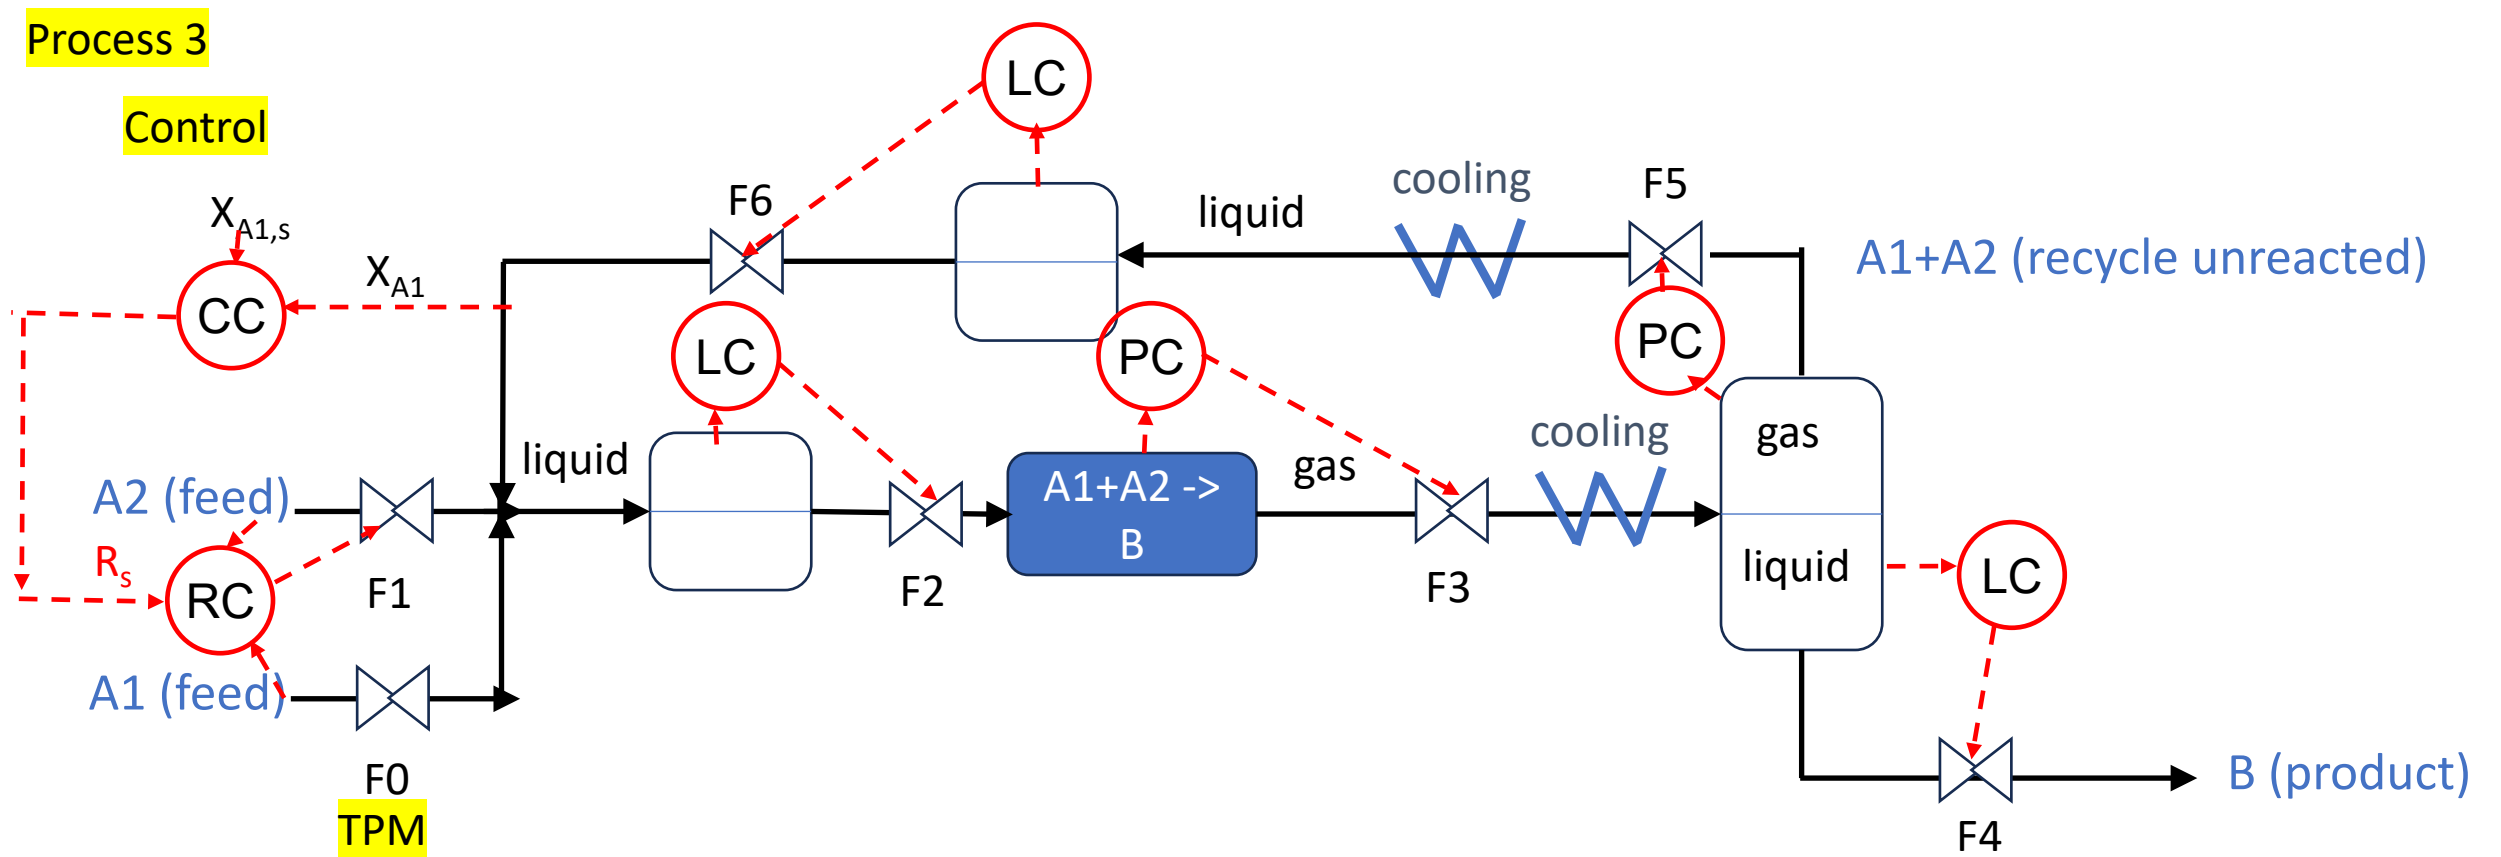 Process 3
Control
LC
cooling
F5
F6
liquid
X_A1,s
A1+A2 (recycle unreacted)
X_A1
CC
LC
PC
PC
gas
cooling
liquid
gas
A2 (feed)
A1+A2 ->
B
liquid
R_s
LC
RC
F1
F2
F3
A1 (feed)
F0
B (product)
TPM
F4